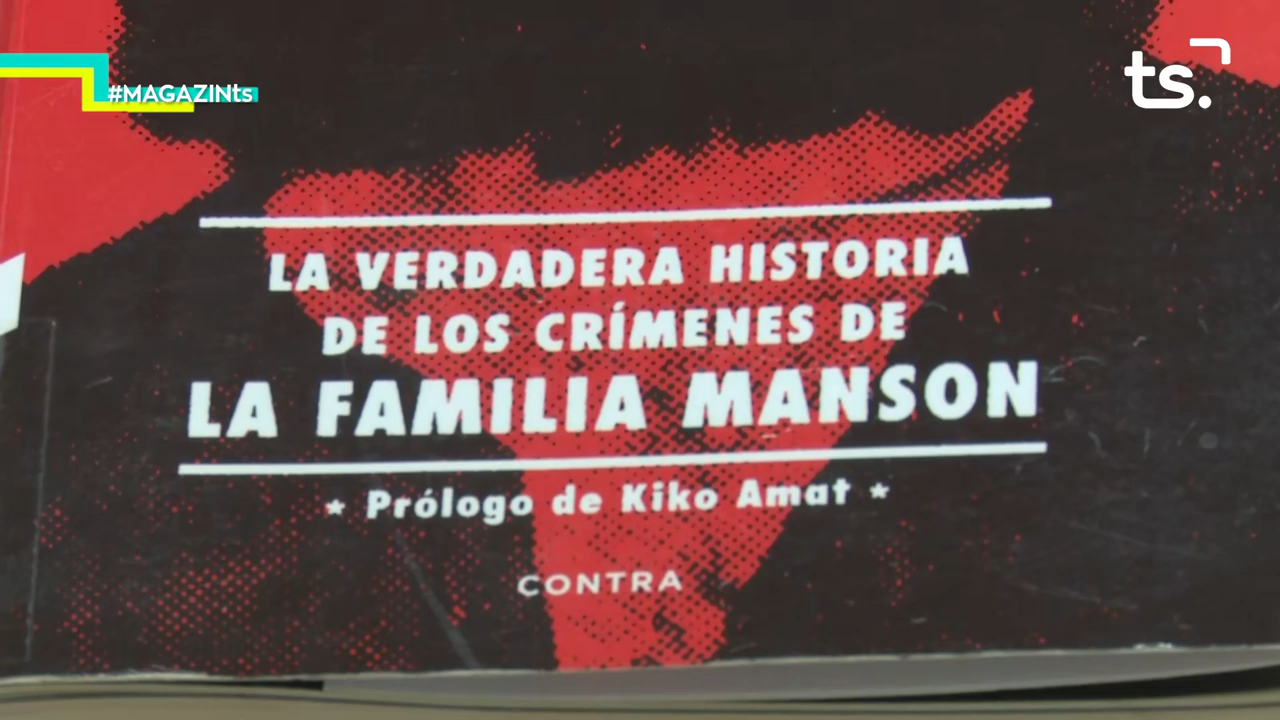 #MAGAZINts
ts.
LA VERDADERA HISTORIA
DE LOS CRÍMENES DE
LA FAMILIA MANSON
* Prólogo de Kiko Amat *
CONTRA